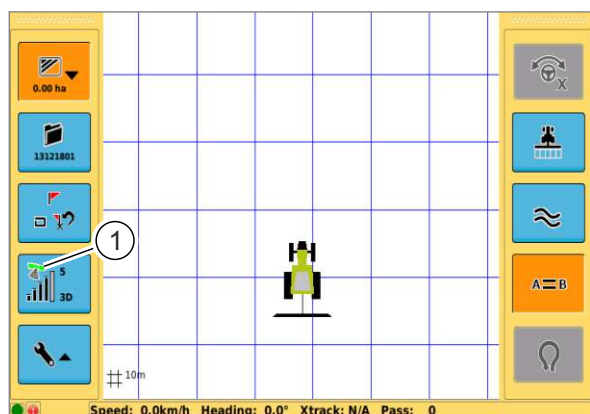 0.00 ha
13121801
1
5
3D
X
A=B
10m
Speed: 0.0km/h Heading: 0.0° Xtrack: N/A Pass: 0